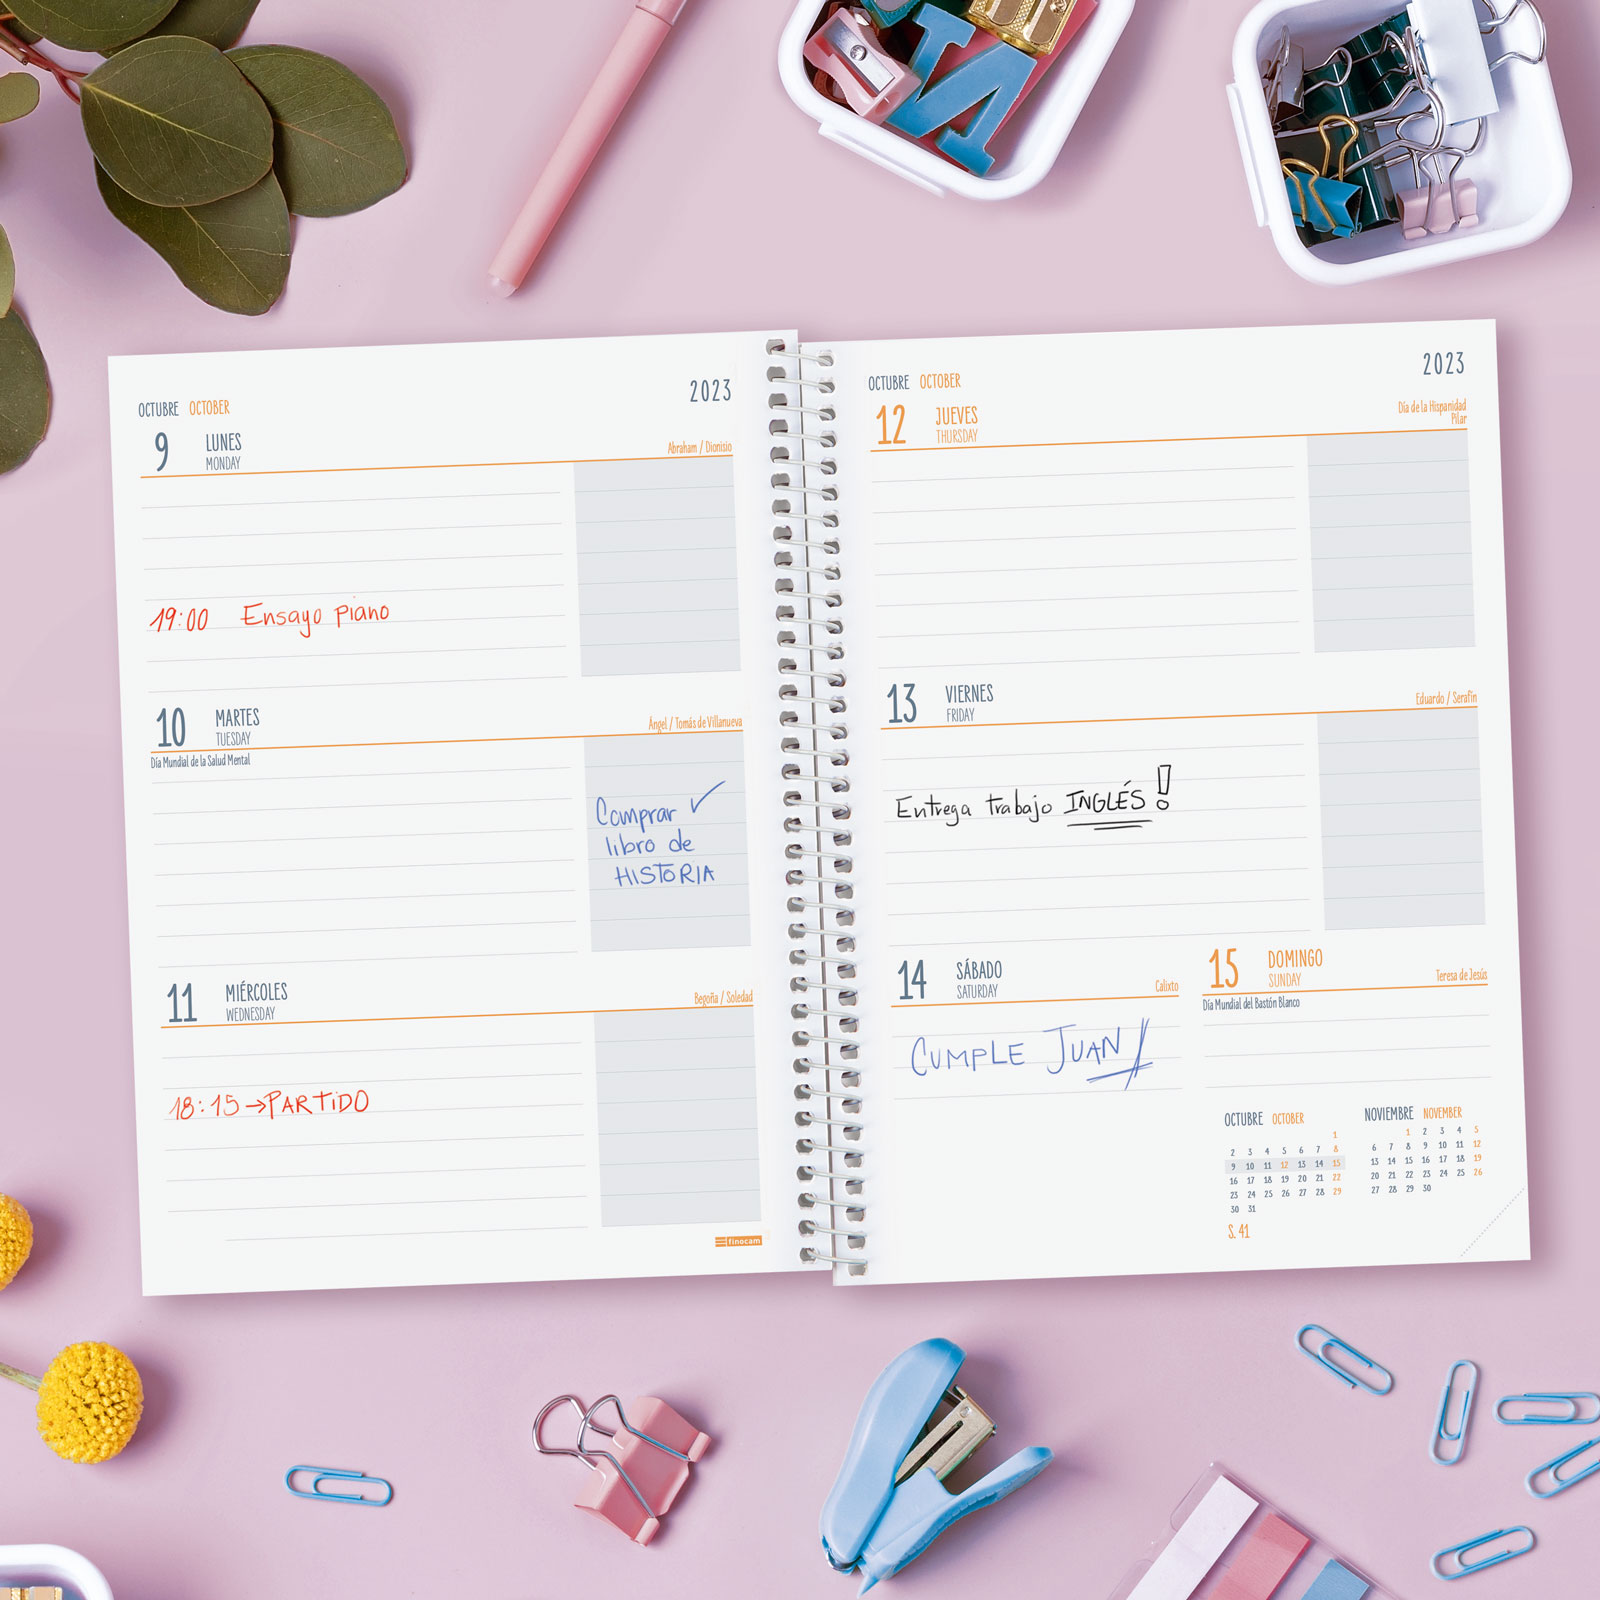 OCTUBRE OCTOBER 2023
9 LUNES
MONDAY
Abraham / Dionisio
19:00 Ensayo piano
10 MARTES
TUESDAY
Ángel / Tomás de Villanueva
Día Mundial de la Salud Mental
Comprar ✓
libro de
HISTORIA
11 MIÉRCOLES
WEDNESDAY
Begoña / Soledad
18:15 → PARTIDO
finocam
OCTUBRE OCTOBER 2023
12 JUEVES
THURSDAY
Día de la Hispanidad
Pilar
13 VIERNES
FRIDAY
Eduardo / Serafín
Entrega trabajo INGLÉS!
14 SÁBADO
SATURDAY
Calixto
CUMPLE JUAN!
15 DOMINGO
SUNDAY
Teresa de Jesús
Día Mundial del Bastón Blanco
OCTUBRE OCTOBER
1
2 3 4 5 6 7 8
9 10 11 12 13 14 15
16 17 18 19 20 21 22
23 24 25 26 27 28 29
30 31
S. 41
NOVIEMBRE NOVEMBER
1 2 3 4 5
6 7 8 9 10 11 12
13 14 15 16 17 18 19
20 21 22 23 24 25 26
27 28 29 30